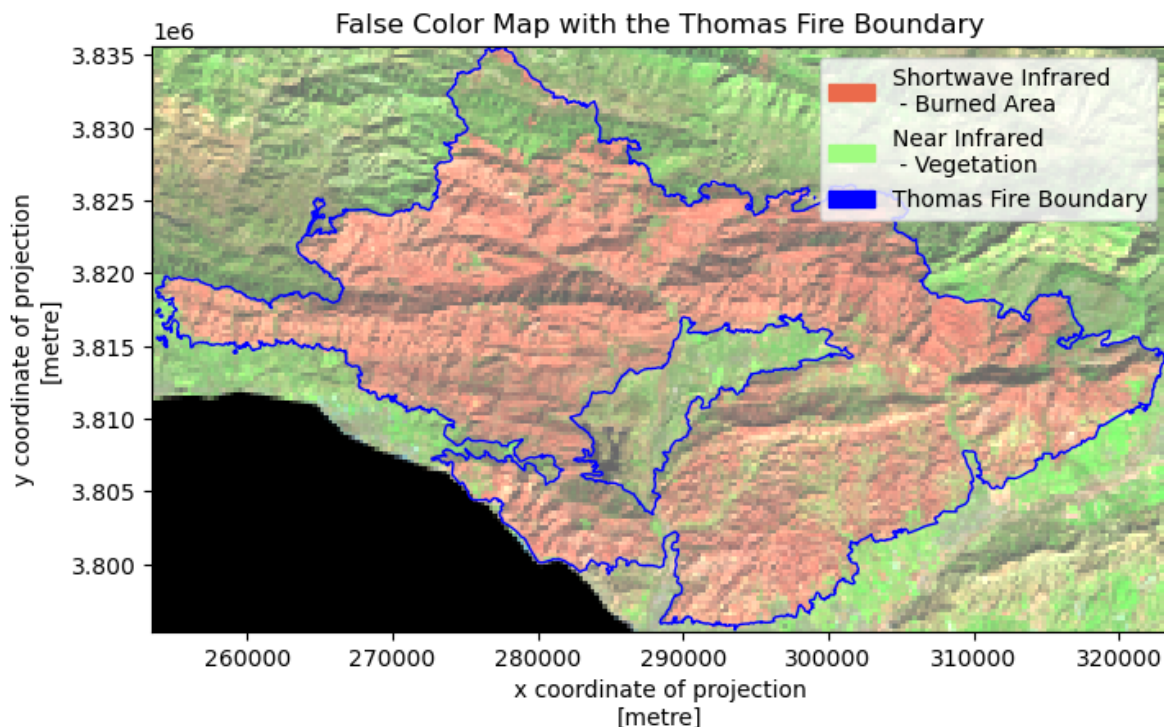 False Color Map with the Thomas Fire Boundary
1e6
3.835
3.830
3.825
3.820
3.815
3.810
3.805
3.800
y coordinate of projection
[metre]
Shortwave Infrared
- Burned Area
Near Infrared
- Vegetation
Thomas Fire Boundary
260000 270000 280000 290000 300000 310000 320000
x coordinate of projection
[metre]